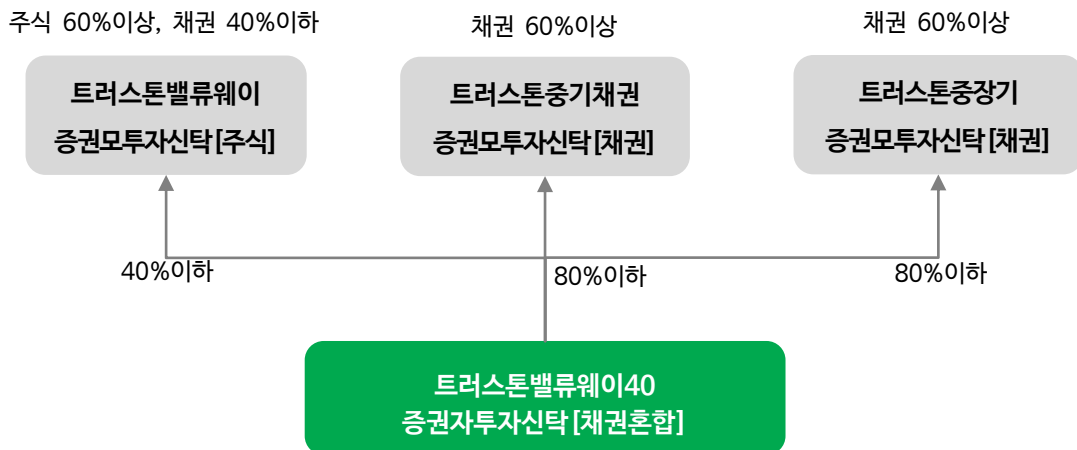 주식 60%이상, 채권 40%이하
채권 60%이상
채권 60%이상
트러스톤밸류웨이
증권모투자신탁[주식]
트러스톤중기채권
증권모투자신탁[채권]
트러스톤중장기
증권모투자신탁[채권]
40%이하
80%이하
80%이하
트러스톤밸류웨이40
증권자투자신탁[채권혼합]